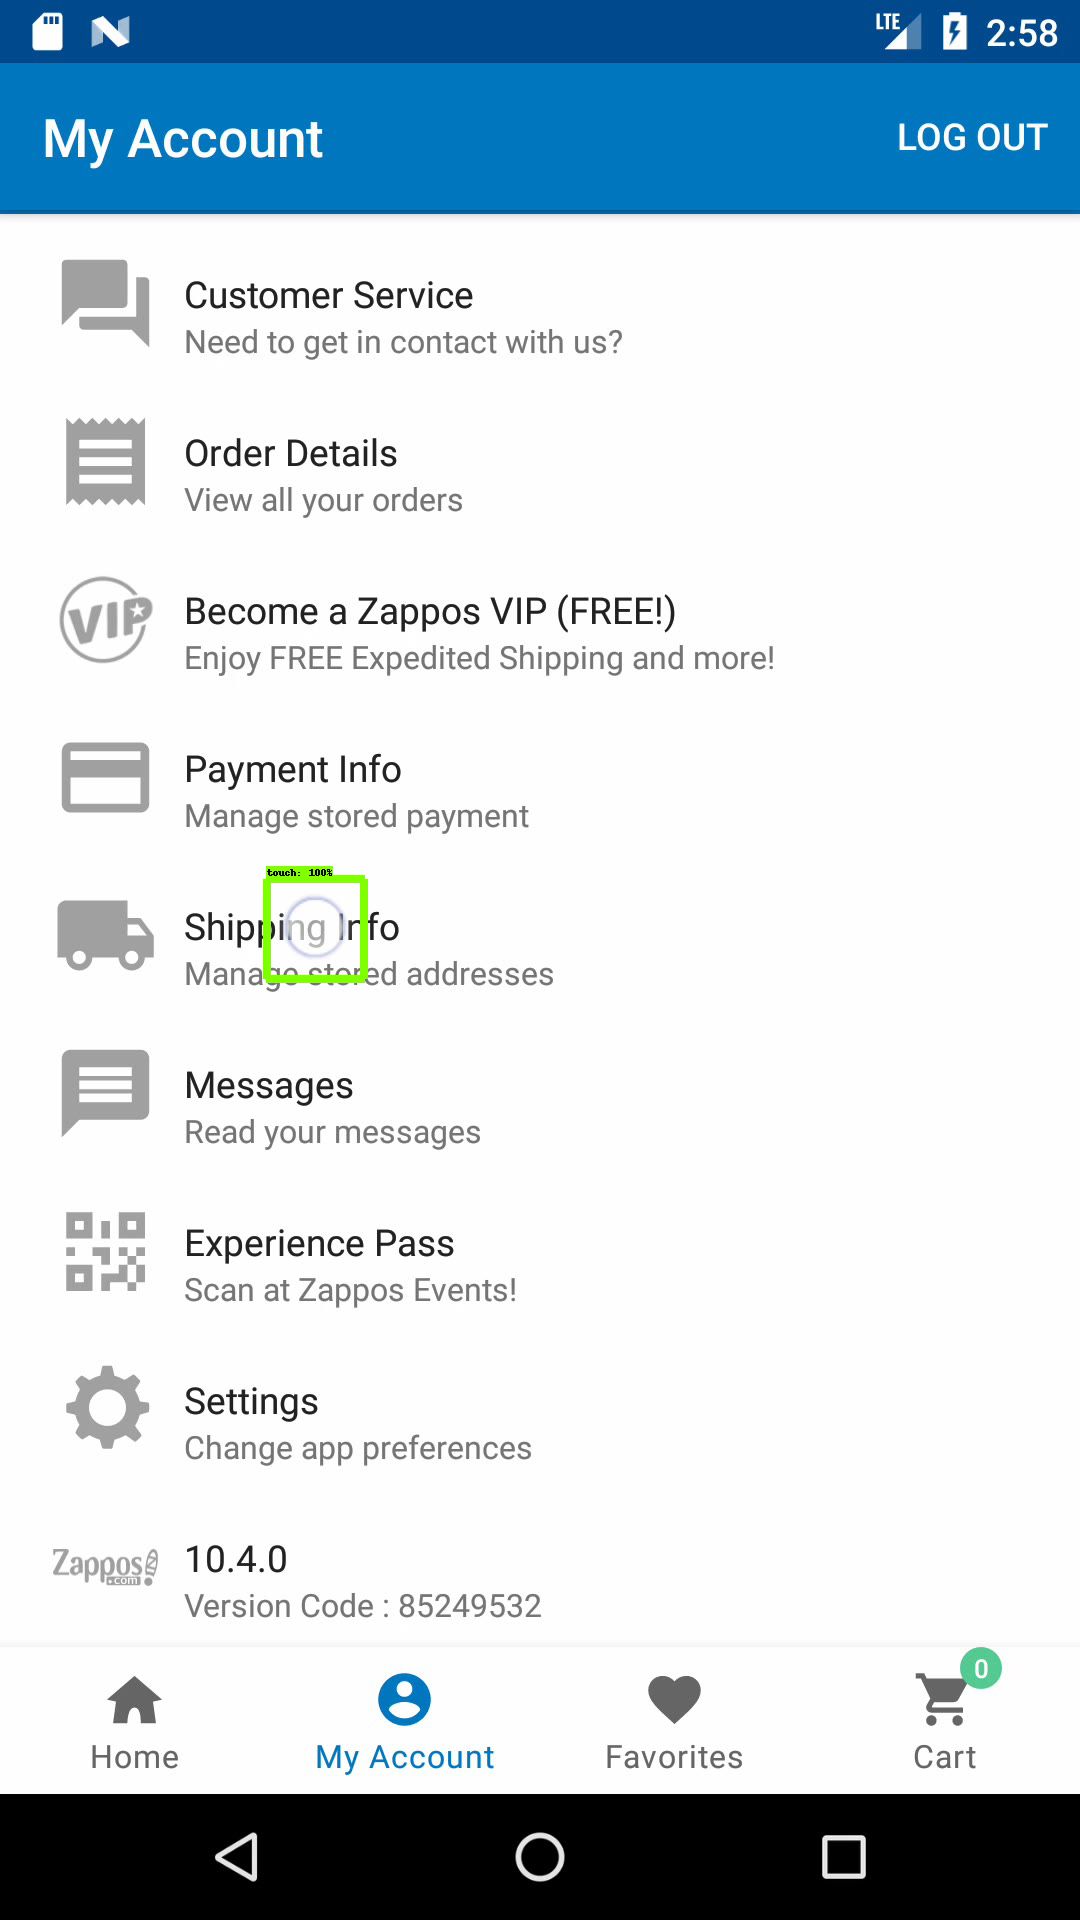 LTE 2:58
My Account LOG OUT
Customer Service
Need to get in contact with us?
Order Details
View all your orders
VIP
Become a Zappos VIP (FREE!)
Enjoy FREE Expedited Shipping and more!
Payment Info
Manage stored payment
touch: 100%
Shipping Info
Manage stored addresses
Messages
Read your messages
Experience Pass
Scan at Zappos Events!
Settings
Change app preferences
Zappos!
.com
10.4.0
Version Code : 85249532
0
Home My Account Favorites Cart